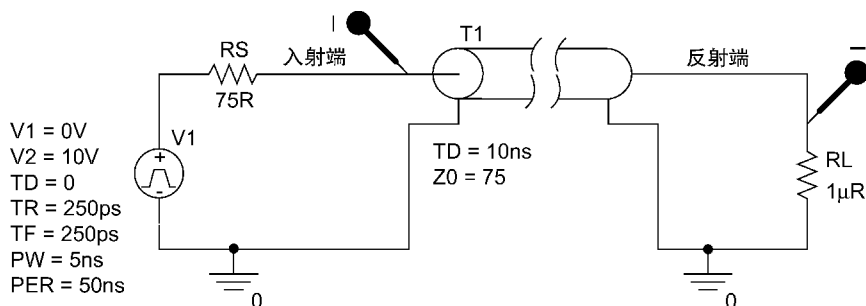 RS
75R
入射端
I
T1
反射端
V1 = 0V
V2 = 10V
TD = 0
TR = 250ps
TF = 250ps
PW = 5ns
PER = 50ns
V1
TD = 10ns
Z0 = 75
RL
1μR
0
0